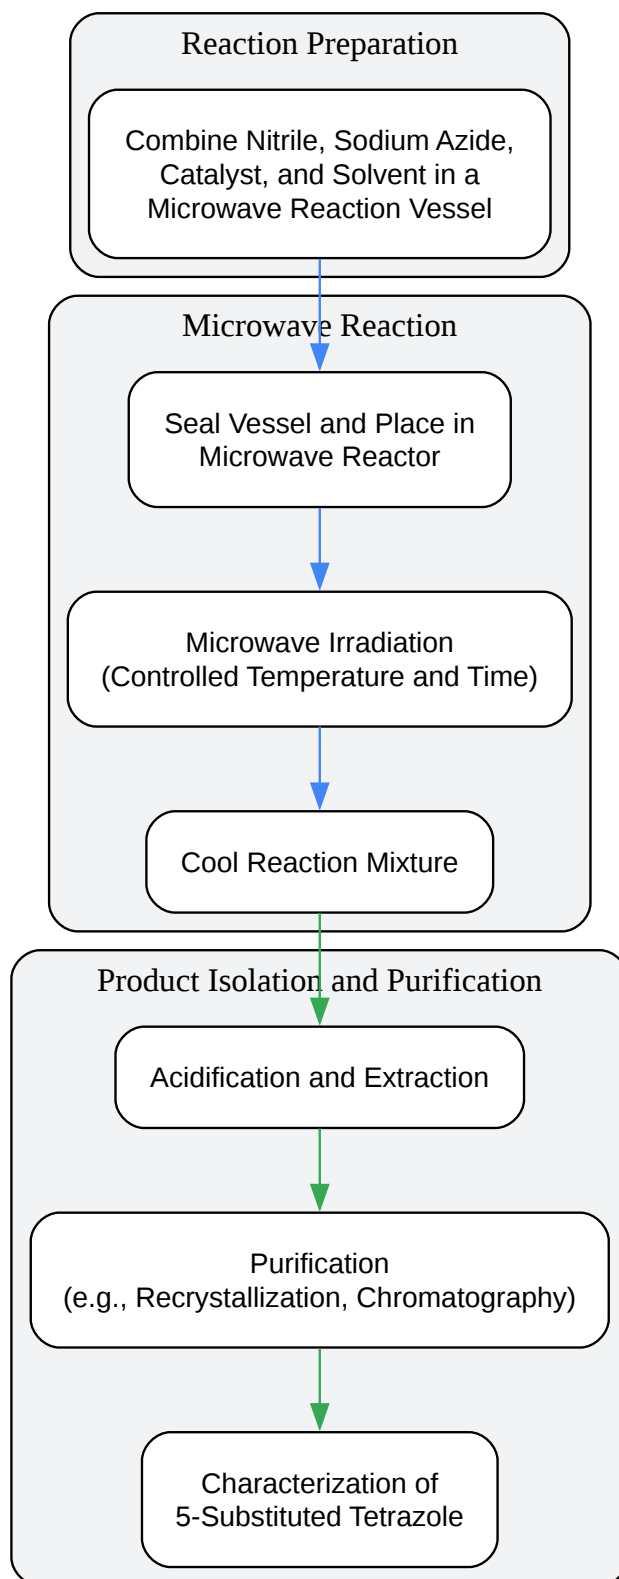 Reaction Preparation
Combine Nitrile, Sodium Azide,
Catalyst, and Solvent in a
Microwave Reaction Vessel
Microwave Reaction
Seal Vessel and Place in
Microwave Reactor
Microwave Irradiation
(Controlled Temperature and Time)
Cool Reaction Mixture
Product Isolation and Purification
Acidification and Extraction
Purification
(e.g., Recrystallization, Chromatography)
Characterization of
5-Substituted Tetrazole